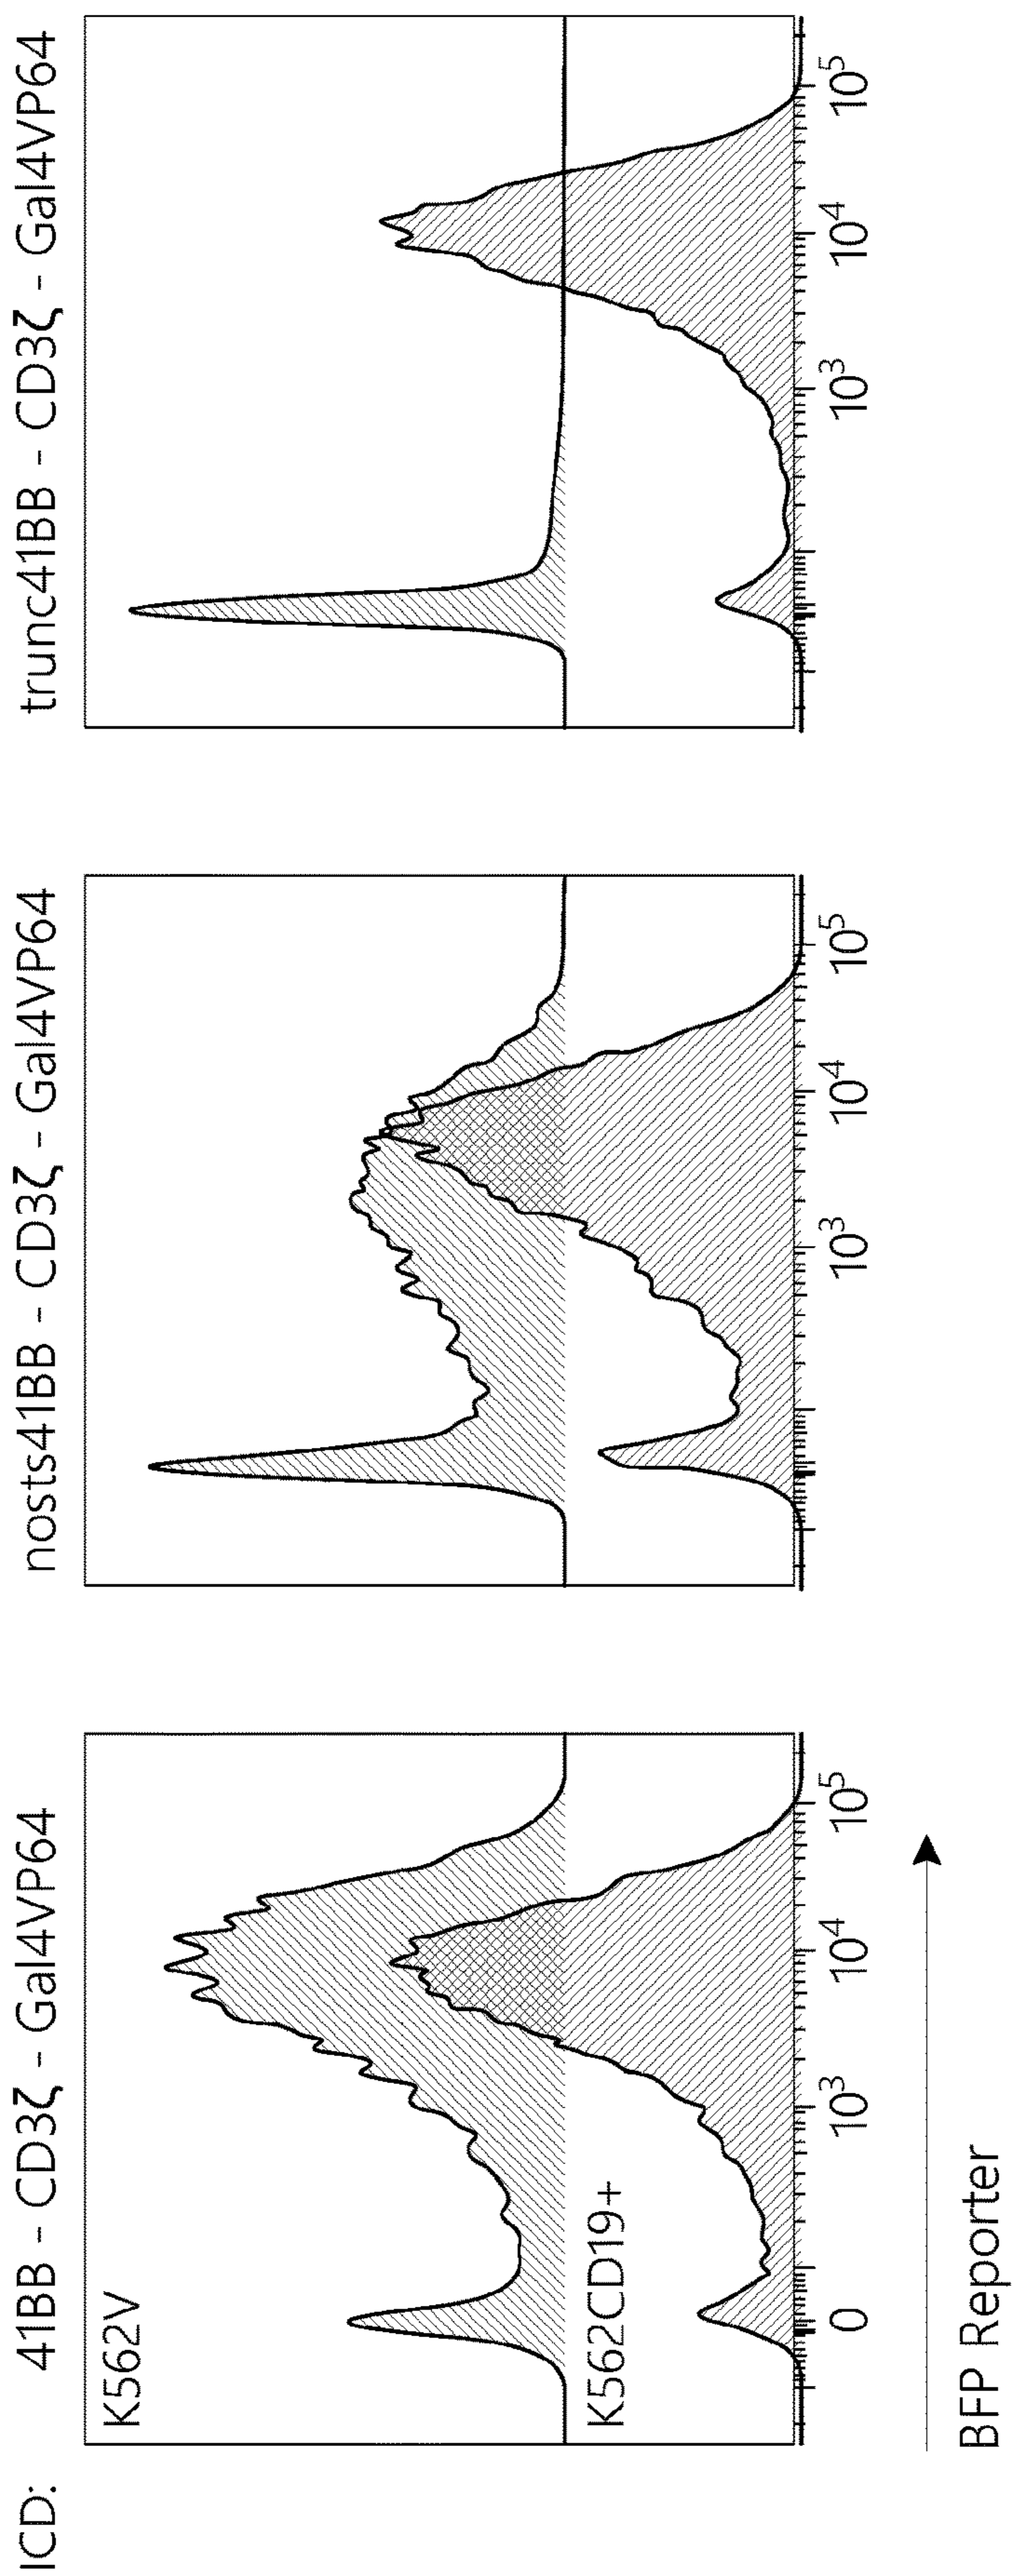 ICD: 41BB - CD3ζ - Gal4VP64 nosts41BB - CD3ζ - Gal4VP64 trunc41BB - CD3ζ - Gal4VP64
K562V
K562CD19+
0 10³ 10⁴ 10⁵ 10³ 10⁴ 10⁵ 10³ 10⁴ 10⁵
BFP Reporter